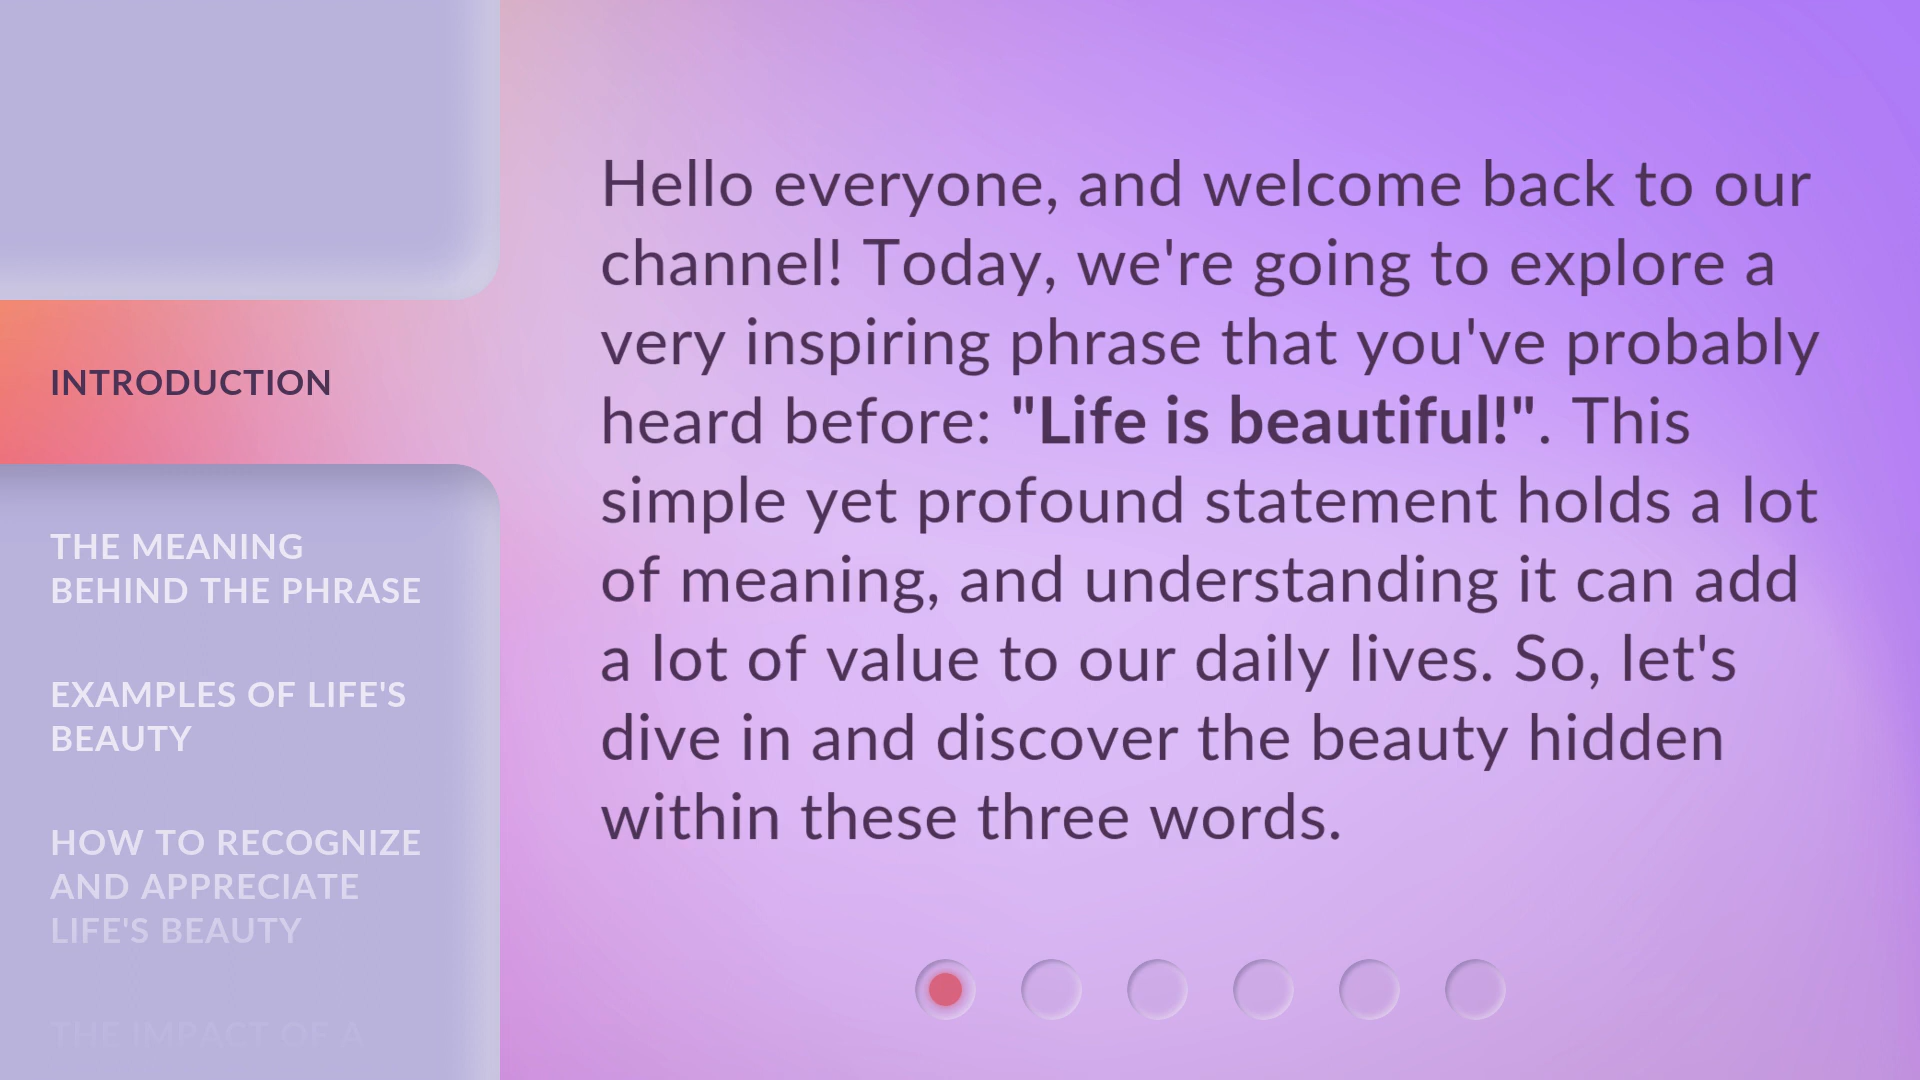 INTRODUCTION
THE MEANING
BEHIND THE PHRASE
EXAMPLES OF LIFE'S
BEAUTY
HOW TO RECOGNIZE
AND APPRECIATE
LIFE'S BEAUTY
THE IMPACT OF A
Hello everyone, and welcome back to our
channel! Today, we're going to explore a
very inspiring phrase that you've probably
heard before: "Life is beautiful!". This
simple yet profound statement holds a lot
of meaning, and understanding it can add
a lot of value to our daily lives. So, let's
dive in and discover the beauty hidden
within these three words.